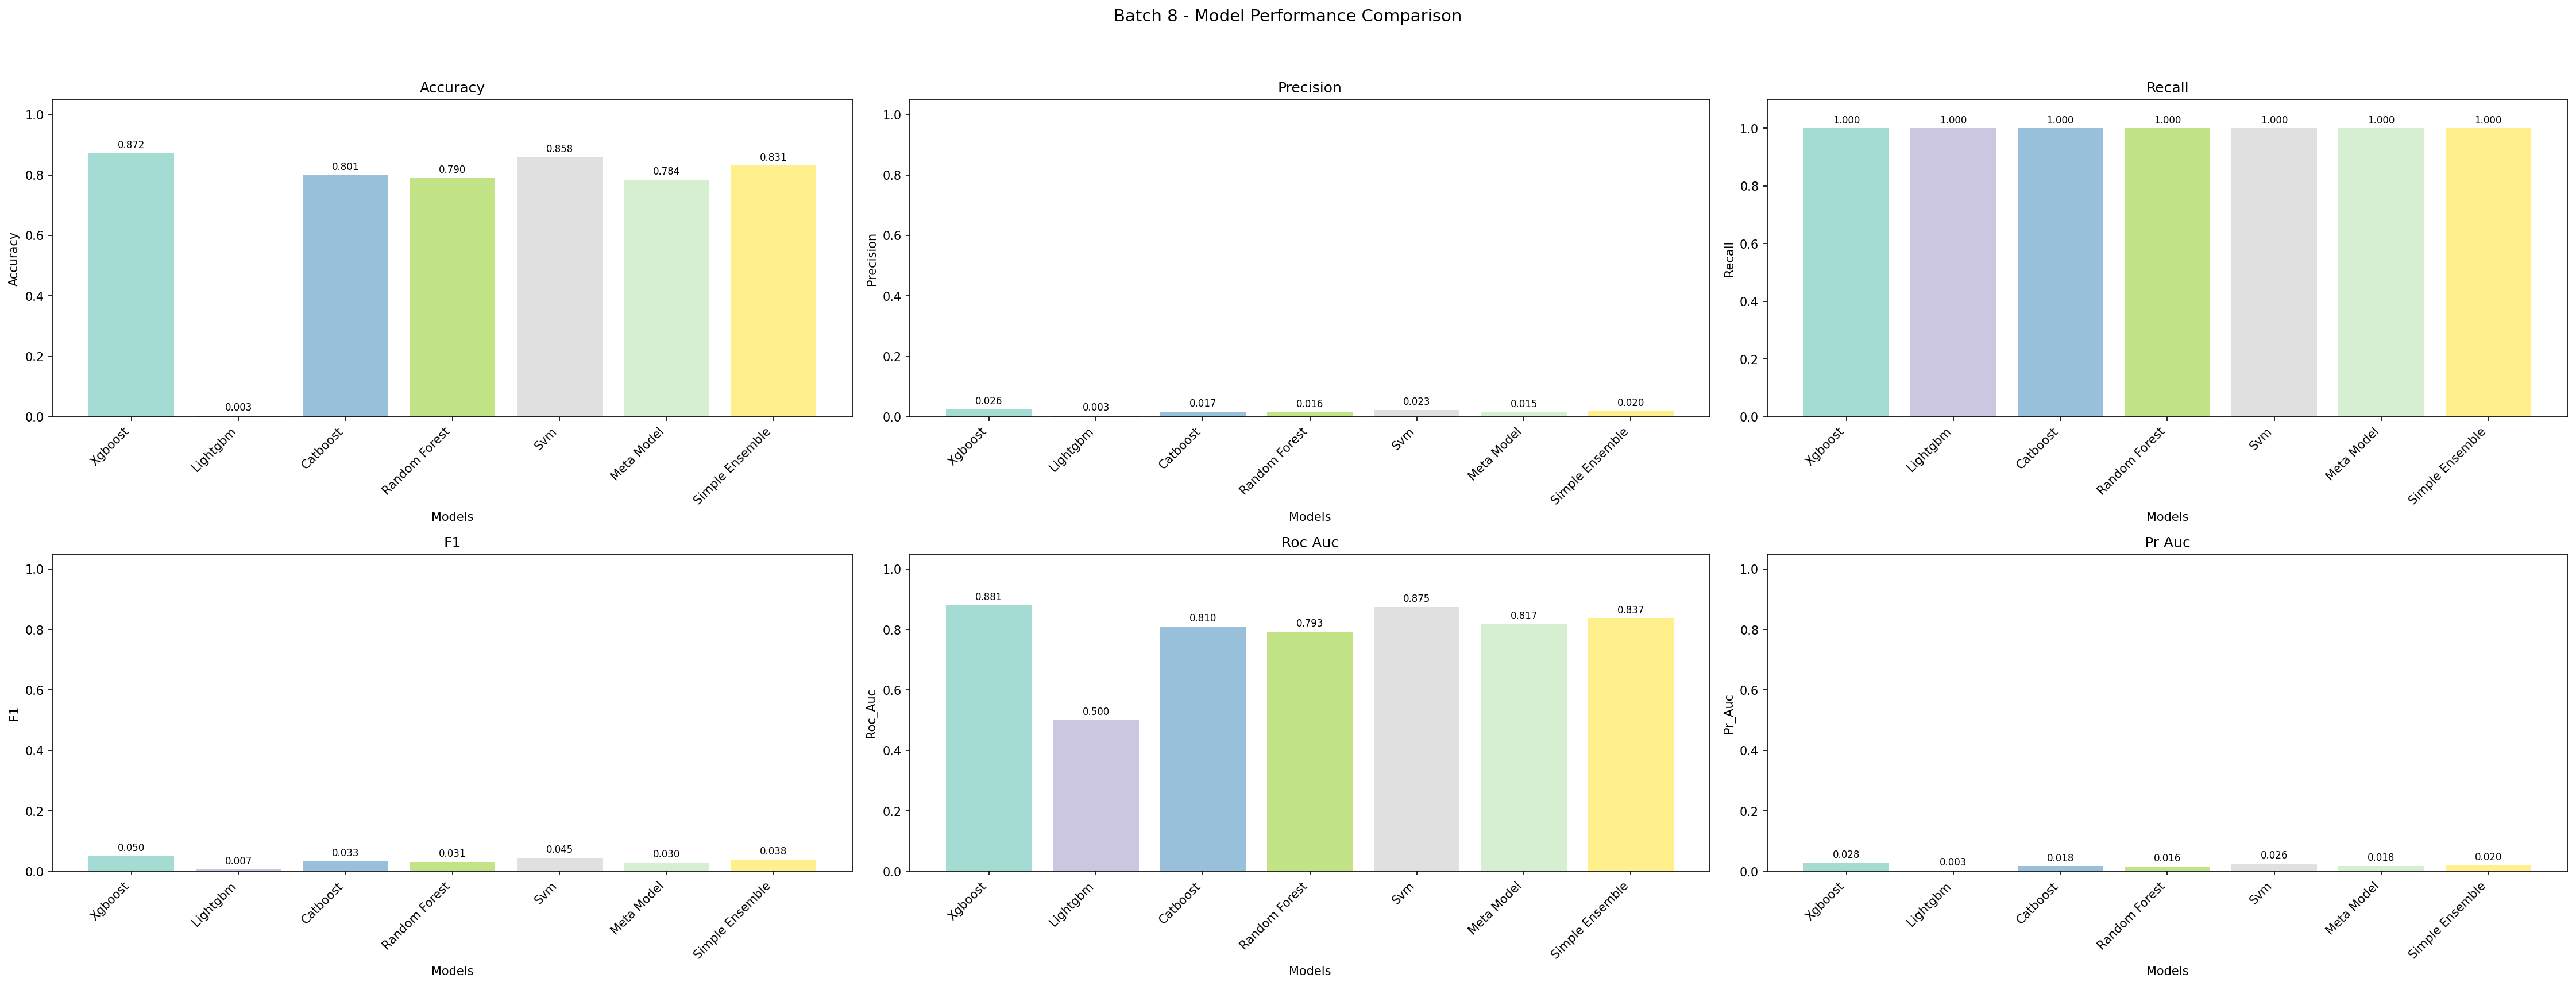 Batch 8 - Model Performance Comparison
Accuracy
Accuracy
1.0
0.8
0.6
0.4
0.2
0.0
0.872
0.003
0.801
0.790
0.858
0.784
0.831
Xgboost
Lightgbm
Catboost
Random Forest
Svm
Meta Model
Simple Ensemble
Models
Precision
Precision
1.0
0.8
0.6
0.4
0.2
0.0
0.026
0.003
0.017
0.016
0.023
0.015
0.020
Xgboost
Lightgbm
Catboost
Random Forest
Svm
Meta Model
Simple Ensemble
Models
Recall
Recall
1.0
0.8
0.6
0.4
0.2
0.0
1.000
1.000
1.000
1.000
1.000
1.000
1.000
Xgboost
Lightgbm
Catboost
Random Forest
Svm
Meta Model
Simple Ensemble
Models
F1
F1
1.0
0.8
0.6
0.4
0.2
0.0
0.050
0.007
0.033
0.031
0.045
0.030
0.038
Xgboost
Lightgbm
Catboost
Random Forest
Svm
Meta Model
Simple Ensemble
Models
Roc Auc
Roc_Auc
1.0
0.8
0.6
0.4
0.2
0.0
0.881
0.500
0.810
0.793
0.875
0.817
0.837
Xgboost
Lightgbm
Catboost
Random Forest
Svm
Meta Model
Simple Ensemble
Models
Pr Auc
Pr_Auc
1.0
0.8
0.6
0.4
0.2
0.0
0.028
0.003
0.018
0.016
0.026
0.018
0.020
Xgboost
Lightgbm
Catboost
Random Forest
Svm
Meta Model
Simple Ensemble
Models